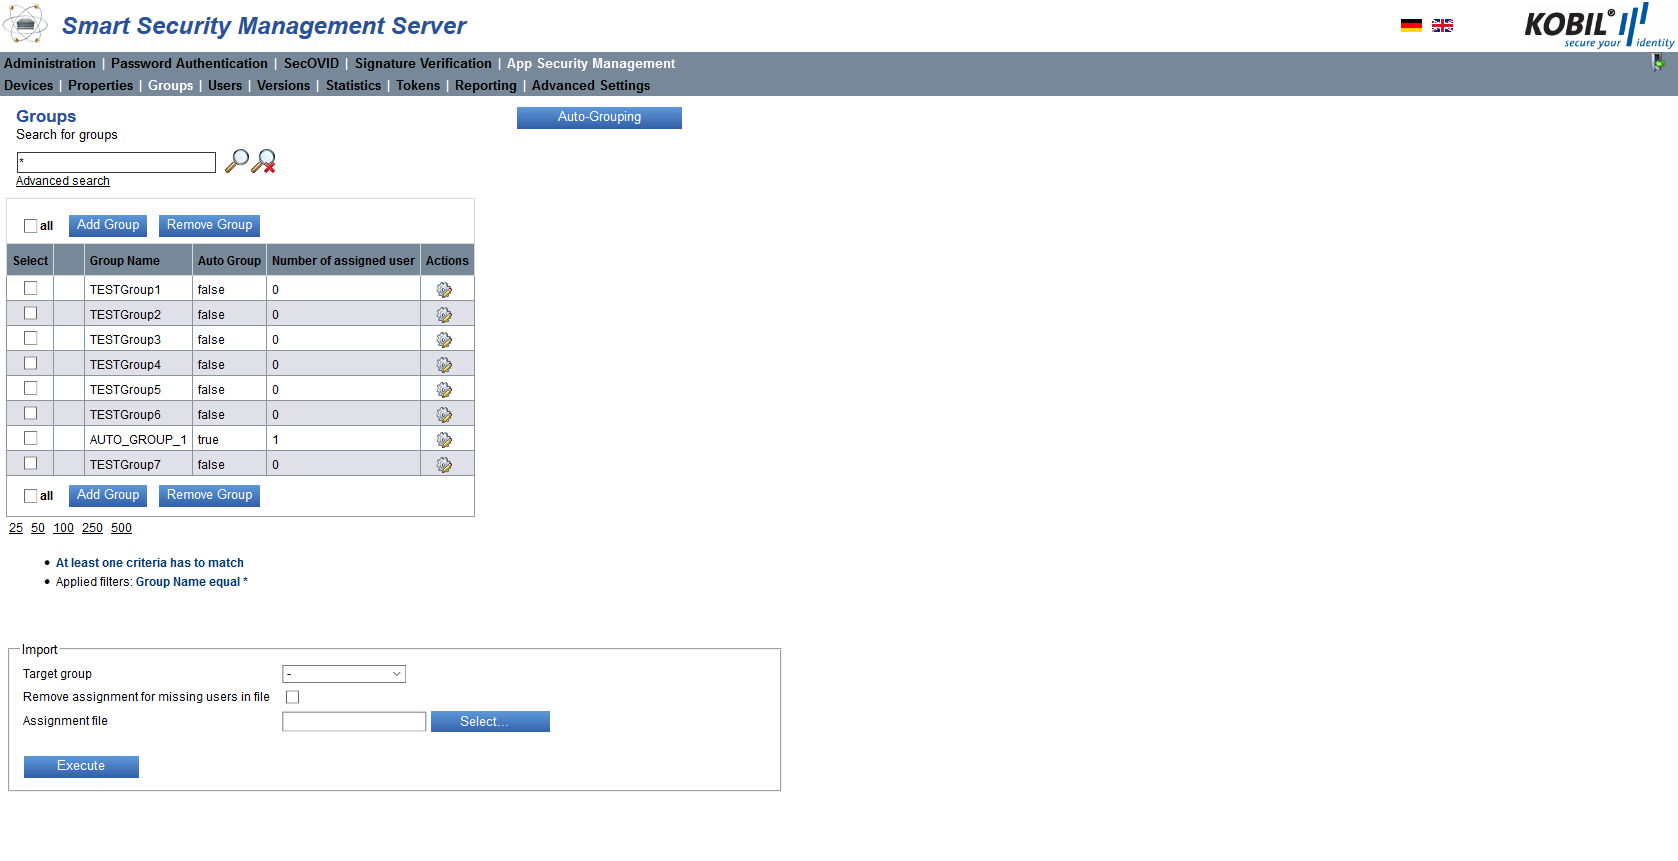 Smart Security Management Server
KOBIL®
secure your identity
Administration | Password Authentication | SecOVID | Signature Verification | App Security Management
Devices | Properties | Groups | Users | Versions | Statistics | Tokens | Reporting | Advanced Settings
Groups
Auto-Grouping
Search for groups
*
Advanced search
all Add Group Remove Group
Select Group Name Auto Group Number of assigned user Actions
TESTGroup1 false 0
TESTGroup2 false 0
TESTGroup3 false 0
TESTGroup4 false 0
TESTGroup5 false 0
TESTGroup6 false 0
AUTO_GROUP_1 true 1
TESTGroup7 false 0
all Add Group Remove Group
25 50 100 250 500
• At least one criteria has to match
• Applied filters: Group Name equal *
Import
Target group -
Remove assignment for missing users in file
Assignment file Select...
Execute